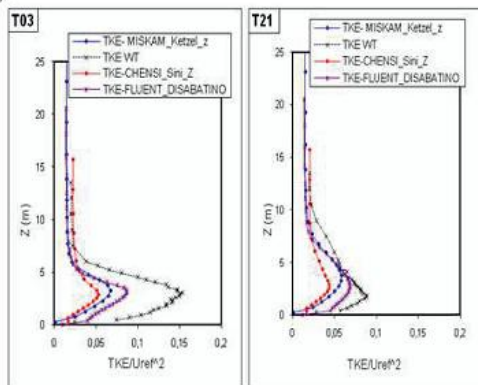 T03
TKE- MISKAM_Ketzel_z
TKE WT
TKE-CHENSI_Sini_Z
TKE-FLUENT_DISABATINO
25
20
15
10
5
0
Z (m)
0
0,05
0,1
0,15
0,2
TKE/Uref^2
T21
TKE- MISKAM_Ketzel_z
TKE WT
TKE-CHENSI_Sini_Z
TKE-FLUENT_DISABATINO
25
20
15
10
5
0
Z (m)
0
0,05
0,1
0,15
0,2
TKE/Uref^2